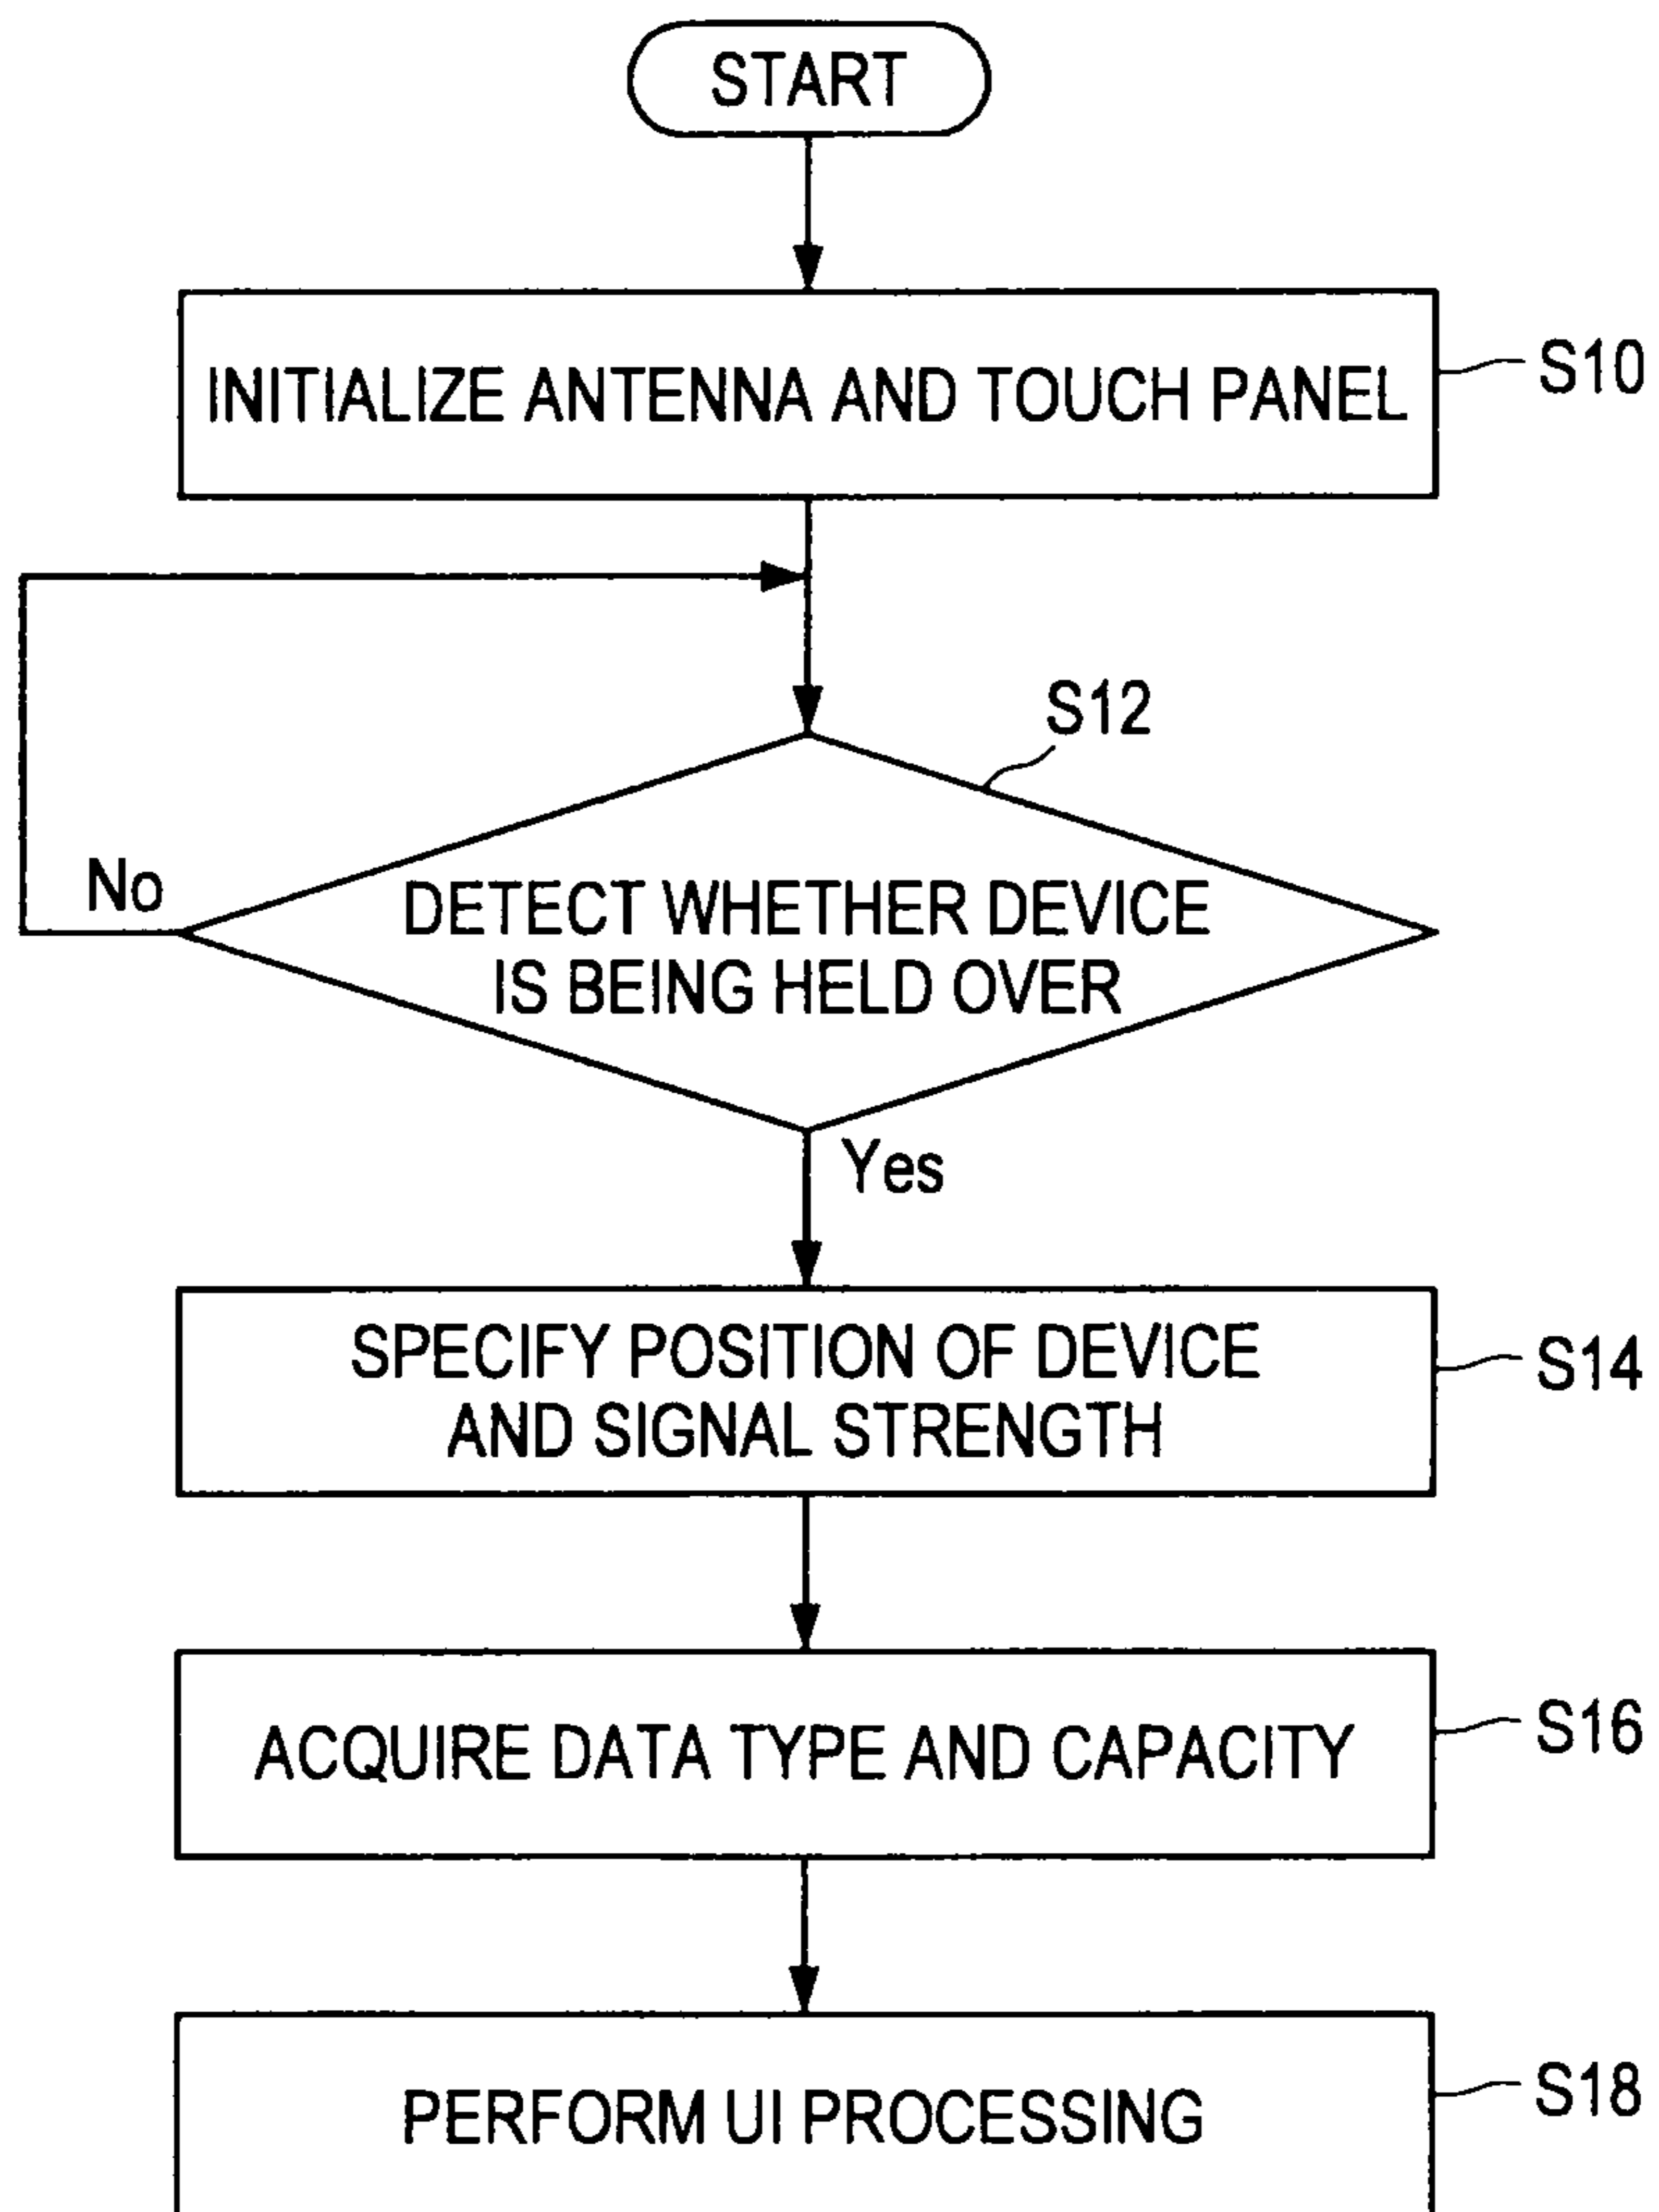 START
INITIALIZE ANTENNA AND TOUCH PANEL
S10
S12
No
DETECT WHETHER DEVICE
IS BEING HELD OVER
Yes
SPECIFY POSITION OF DEVICE
AND SIGNAL STRENGTH
S14
ACQUIRE DATA TYPE AND CAPACITY
S16
PERFORM UI PROCESSING
S18